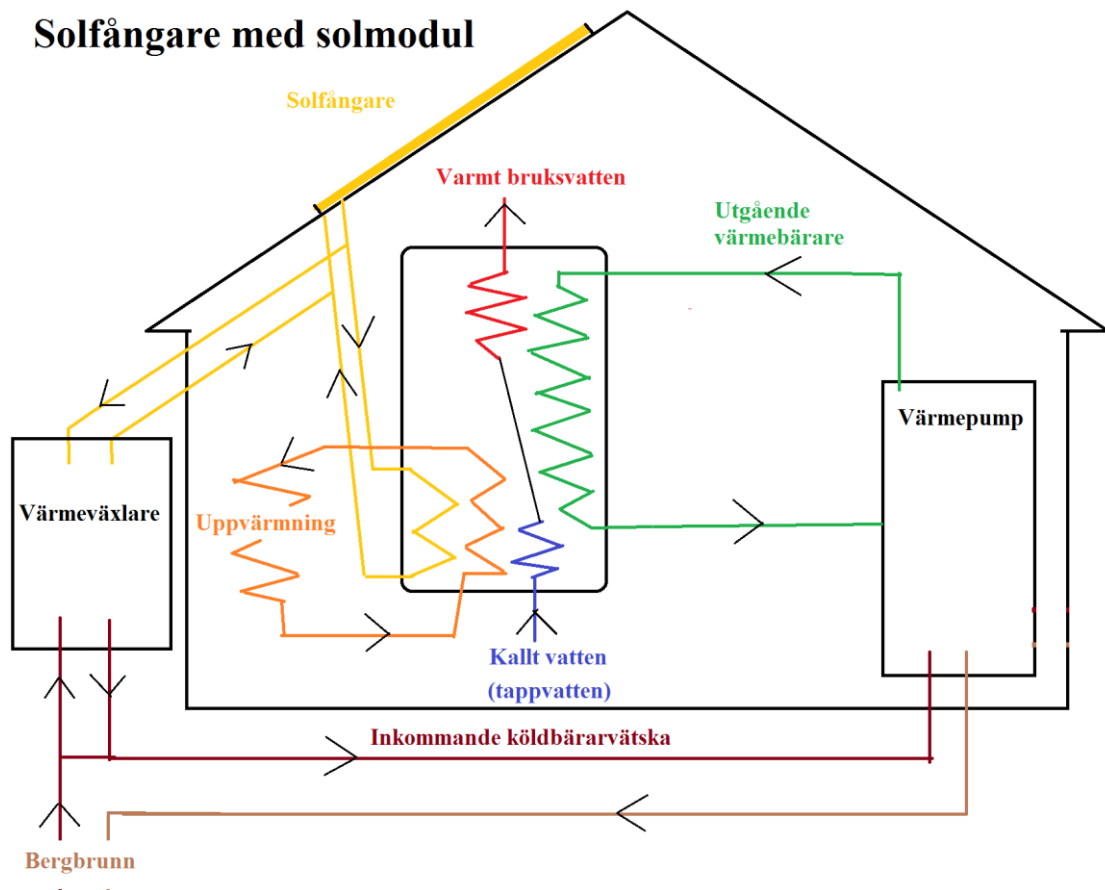 Solfångare med solmodul
Solfångare
Varmt bruksvatten
Utgående
värmebärare
Värmepump
Värmeväxlare
Uppvärmning
Kallt vatten
(tappvatten)
Inkommande köldbärarvätska
Bergbrunn